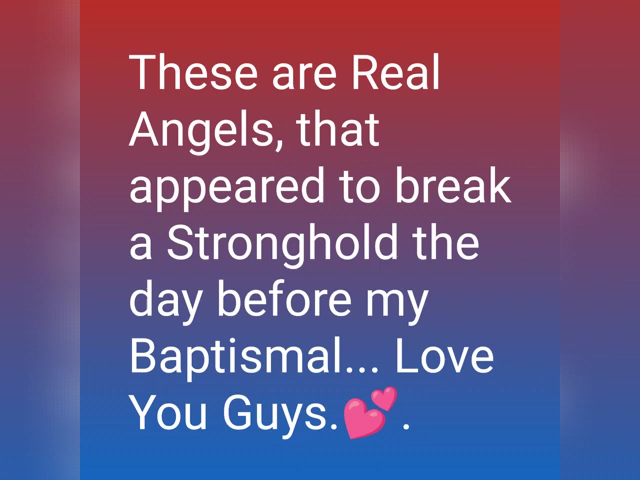 These are Real
Angels, that
appeared to break
a Stronghold the
day before my
Baptismal... Love
You Guys.💕.